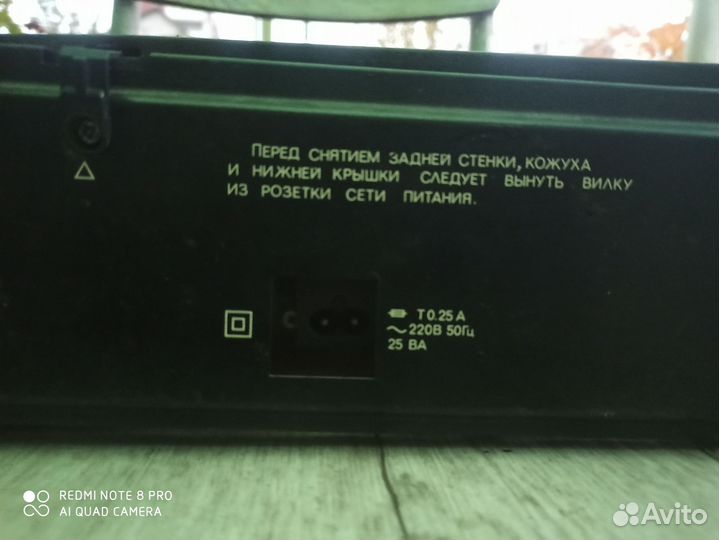 ПЕРЕД СНЯТИЕМ ЗАДНЕЙ СТЕНКИ, КОЖУХА
И НИЖНЕЙ КРЫШКИ СЛЕДУЕТ ВЫНУТЬ ВИЛКУ
ИЗ РОЗЕТКИ СЕТИ ПИТАНИЯ.
T 0.25 A
~ 220В 50Гц
25 ВА
REDMI NOTE 8 PRO
AI QUAD CAMERA
Avito